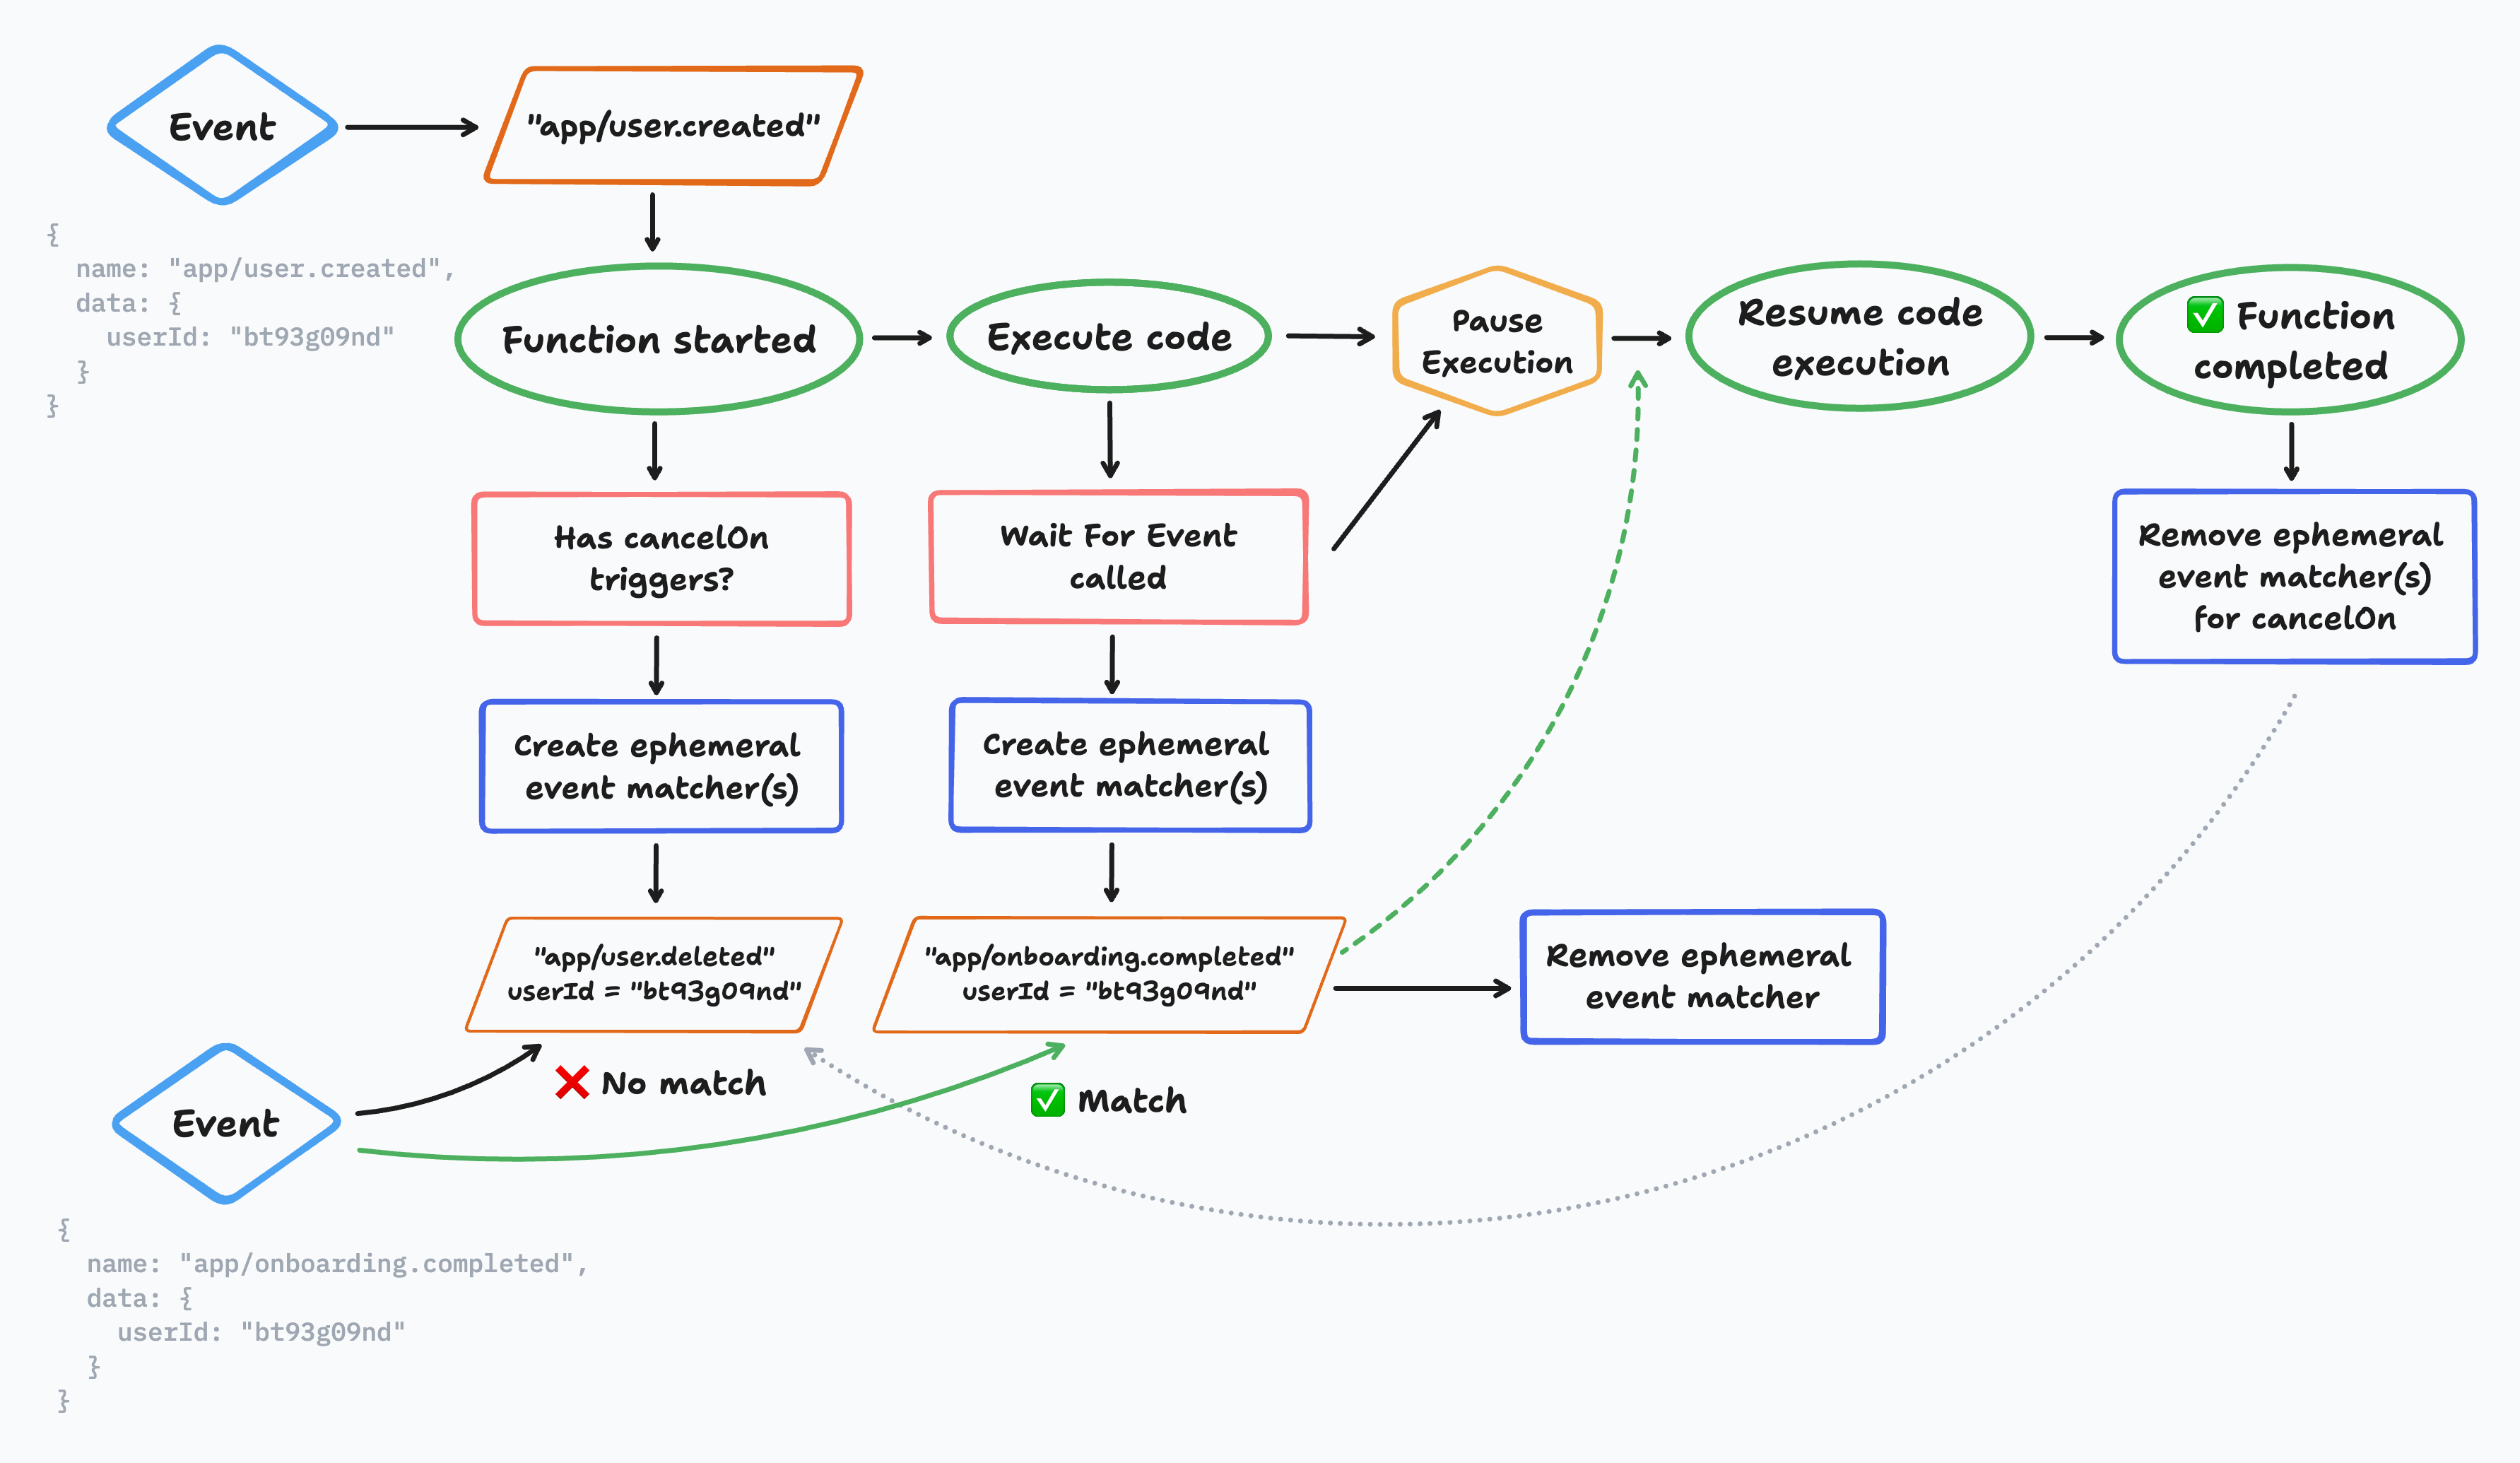 Event
"app/user.created"
{
name: "app/user.created",
data: {
userId: "bt93g09nd"
}
}
Function started
Execute code
Pause
Execution
Resume code
execution
✅ Function
completed
Has cancelOn
triggers?
Wait For Event
called
Remove ephemeral
event matcher(s)
for cancelOn
Create ephemeral
event matcher(s)
Create ephemeral
event matcher(s)
"app/user.deleted"
userId = "bt93g09nd"
"app/onboarding.completed"
userId = "bt93g09nd"
Remove ephemeral
event matcher
❌ No match
✅ Match
Event
{
name: "app/onboarding.completed",
data: {
userId: "bt93g09nd"
}
}